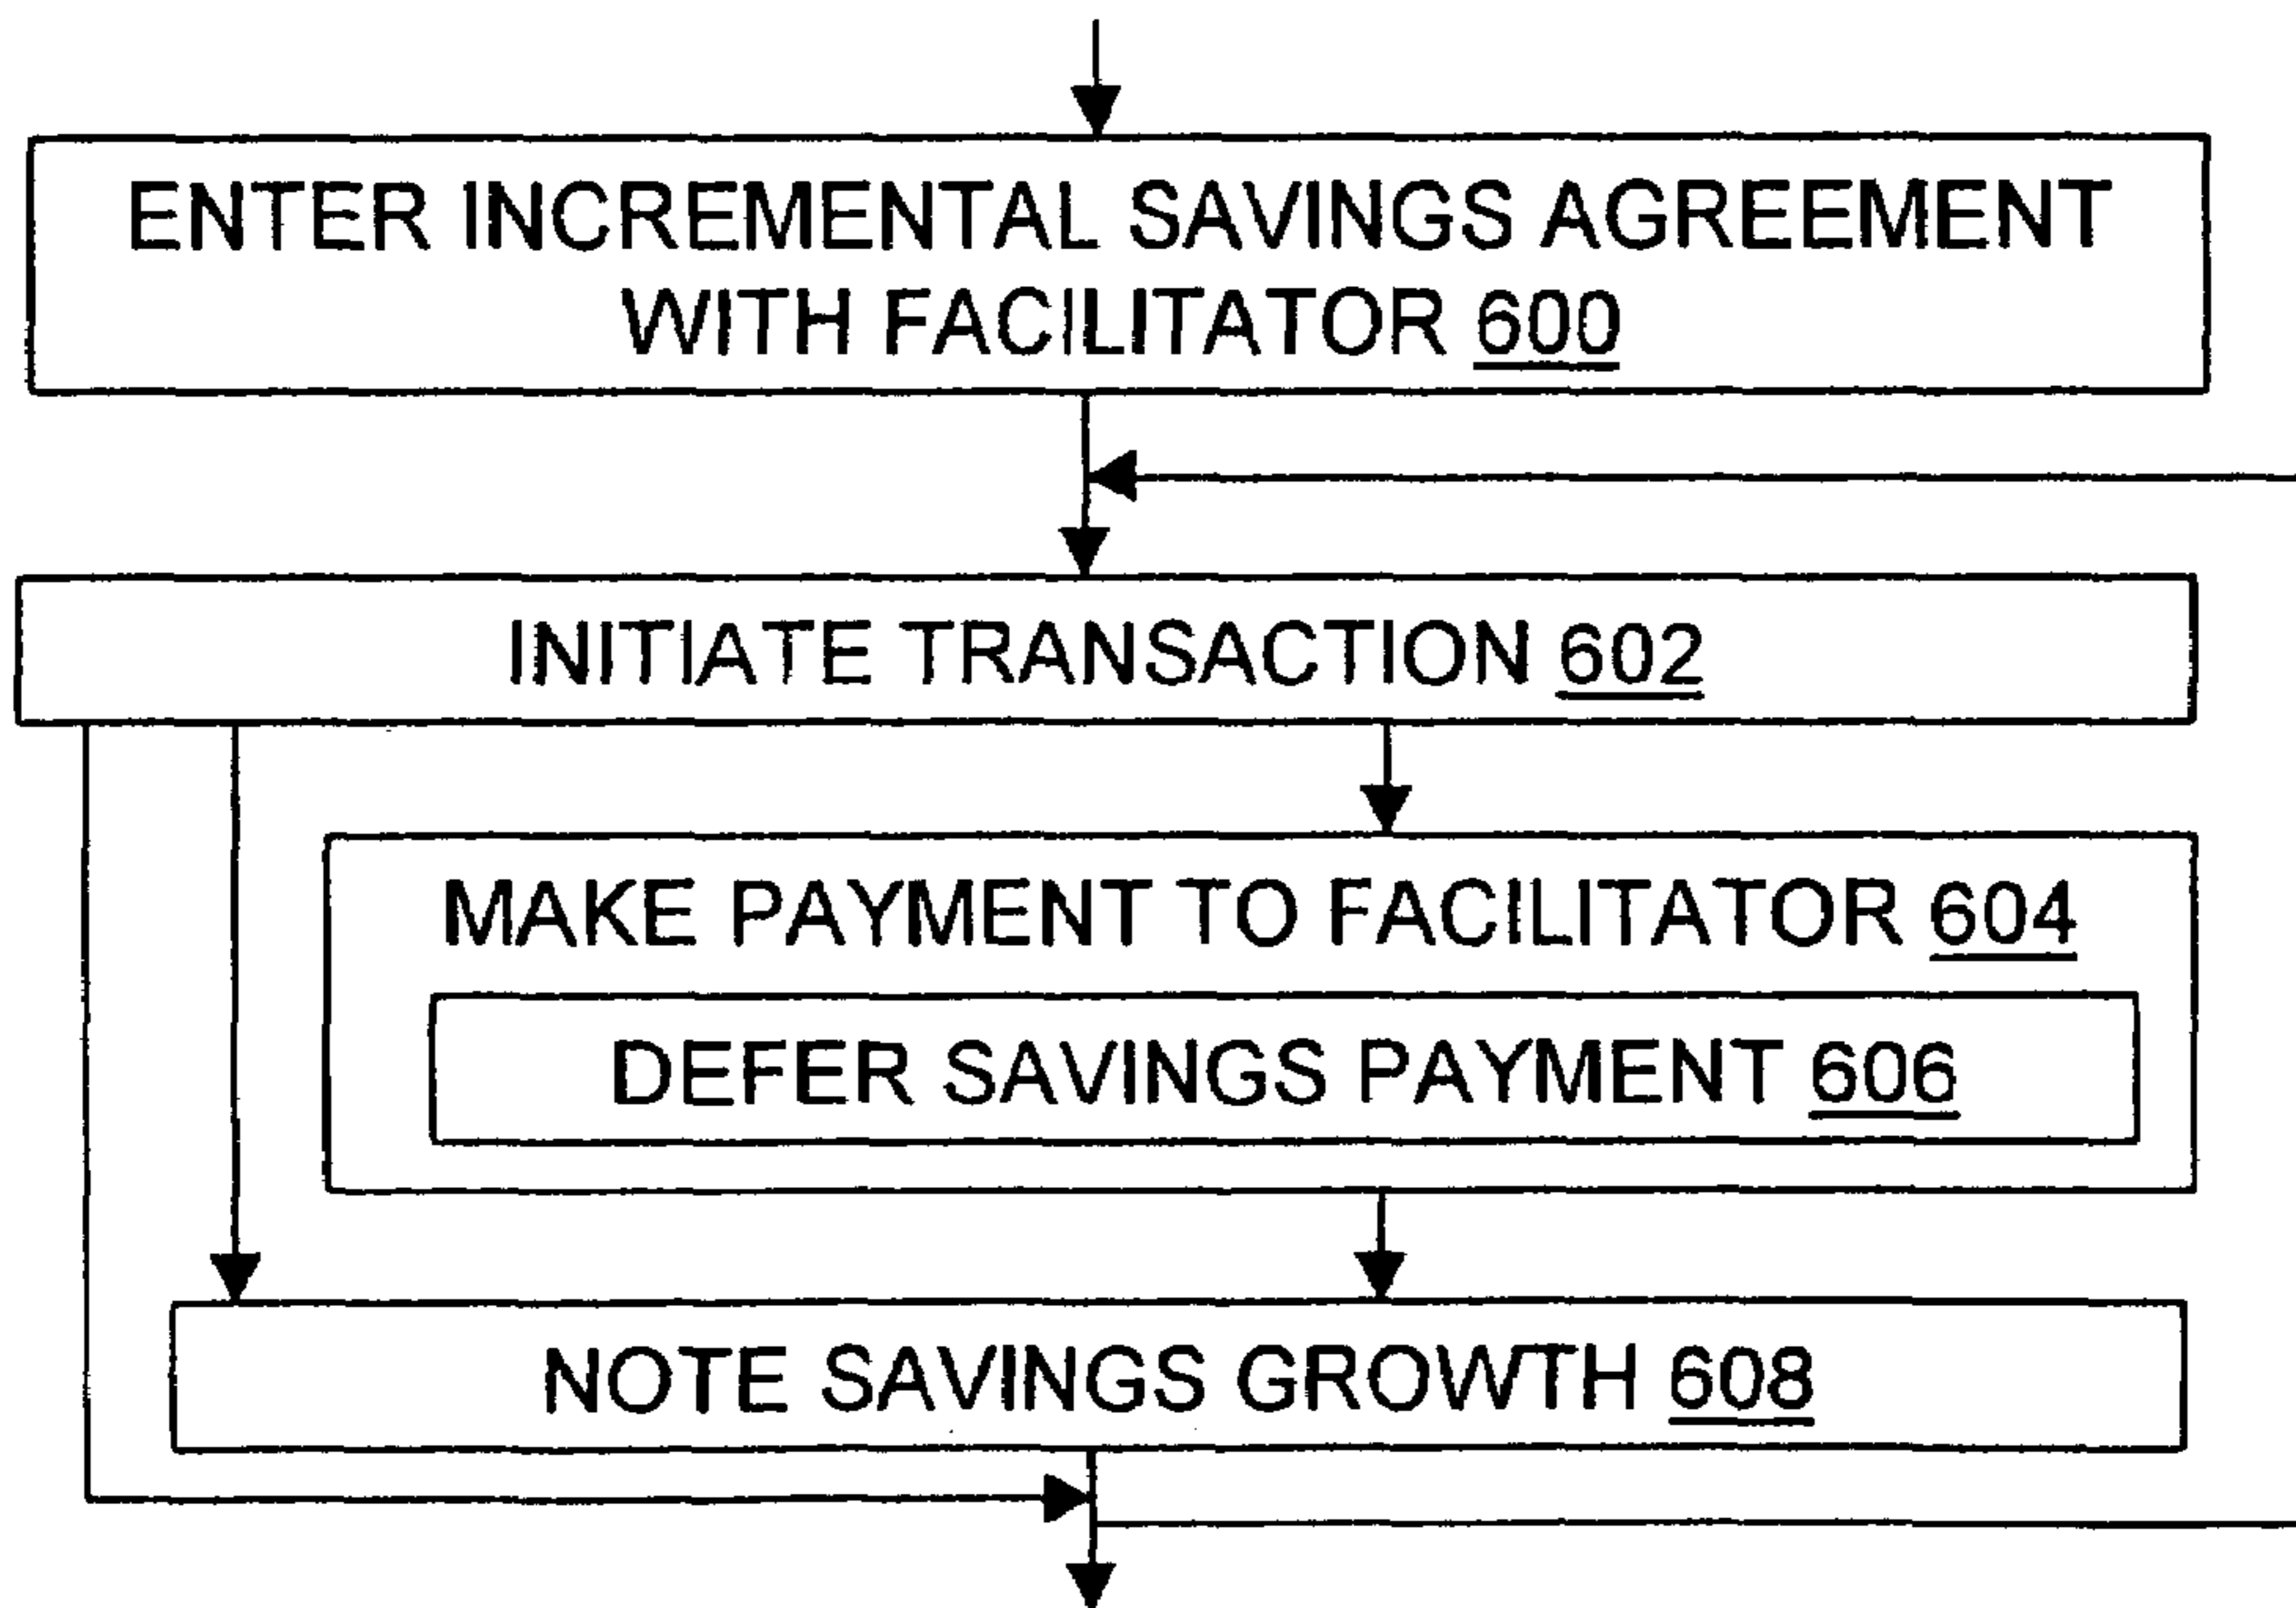 ENTER INCREMENTAL SAVINGS AGREEMENT
WITH FACILITATOR 600
INITIATE TRANSACTION 602
MAKE PAYMENT TO FACILITATOR 604
DEFER SAVINGS PAYMENT 606
NOTE SAVINGS GROWTH 608